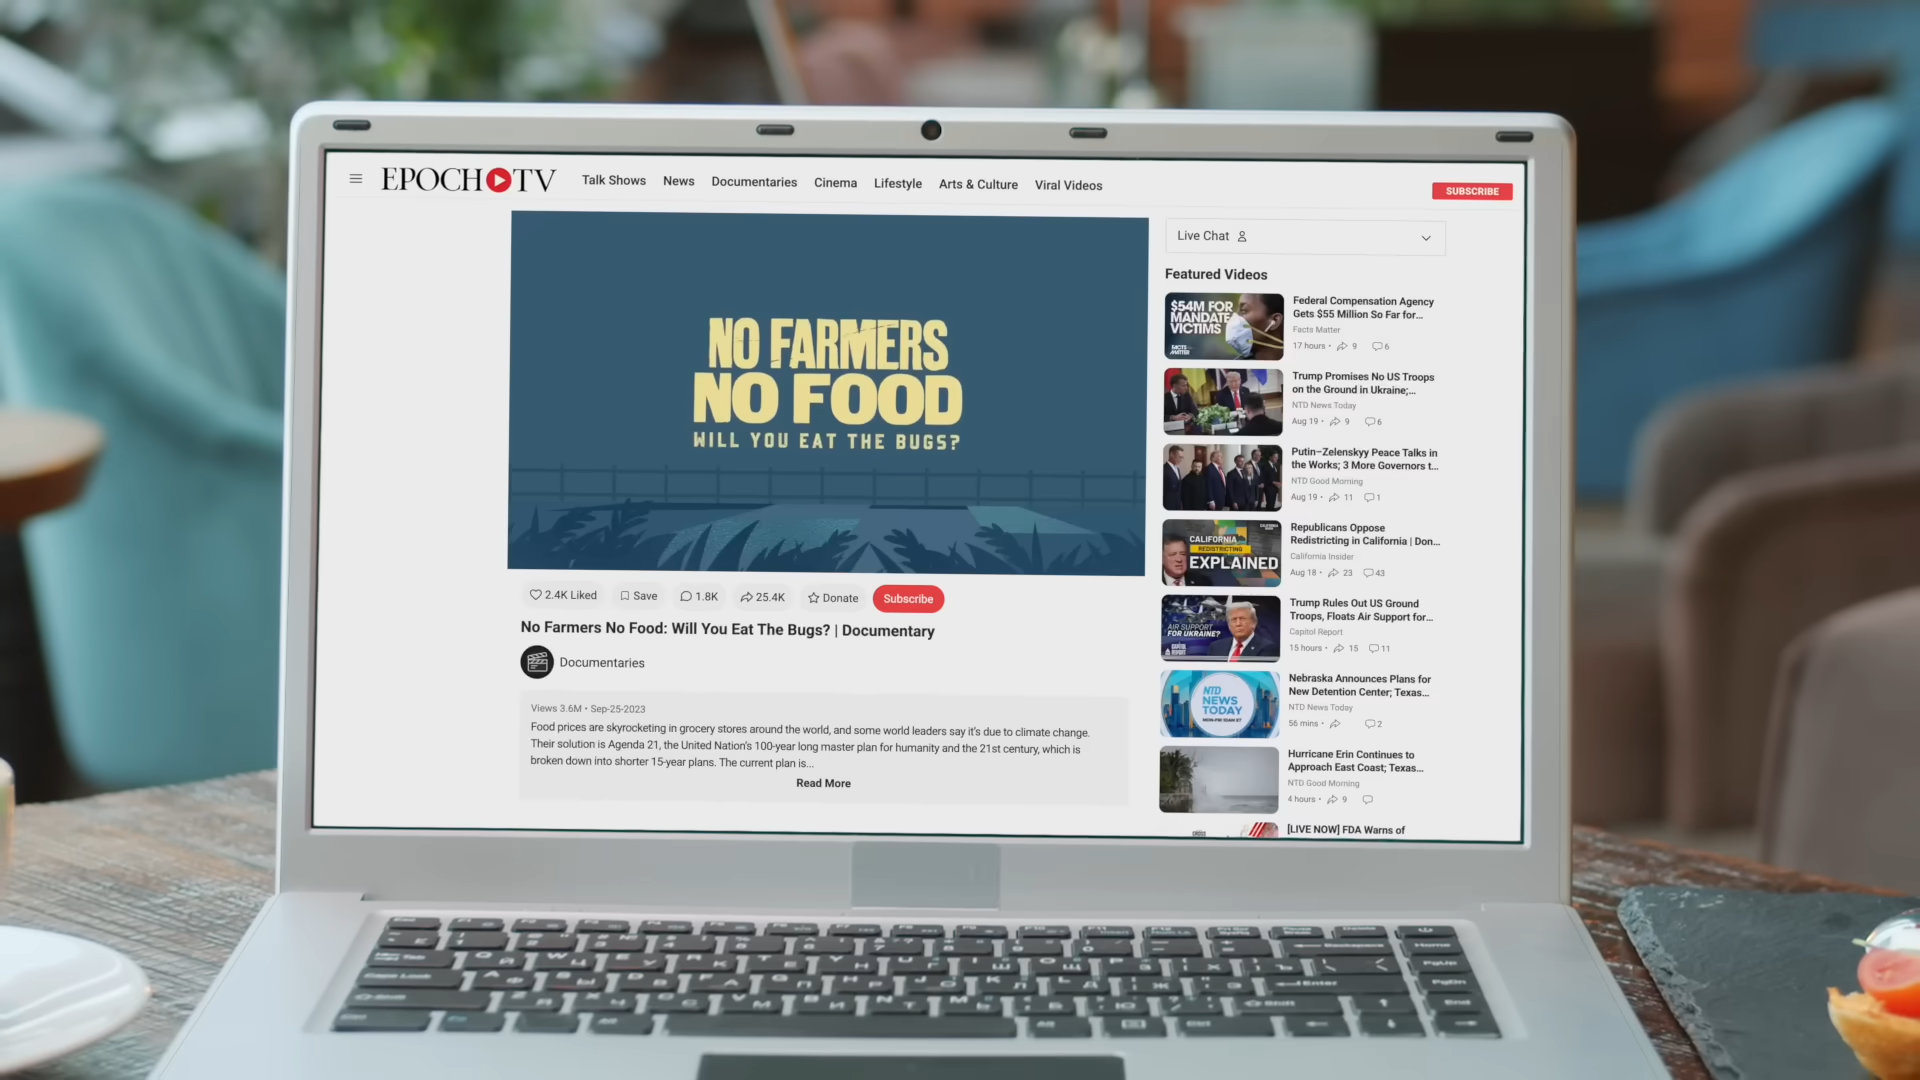 EPOCH TV
Talk Shows News Documentaries Cinema Lifestyle Arts & Culture Viral Videos
SUBSCRIBE
NO FARMERS
NO FOOD
WILL YOU EAT THE BUGS?
2.4K Liked Save 1.8K 25.4K Donate Subscribe
No Farmers No Food: Will You Eat The Bugs? | Documentary
Documentaries
Views 3.6M • Sep-25-2023
Food prices are skyrocketing in grocery stores around the world, and some world leaders say it's due to climate change.
Their solution is Agenda 21, the United Nation's 100-year long master plan for humanity and the 21st century, which is
broken down into shorter 15-year plans. The current plan is...
Read More
Live Chat
Featured Videos
$54M FOR
MANDATE
VICTIMS
FACTS
MATTER
Federal Compensation Agency
Gets $55 Million So Far for...
Facts Matter
17 hours • 9 6
Trump Promises No US Troops
on the Ground in Ukraine;...
NTD News Today
Aug 19 • 9 6
Putin–Zelenskyy Peace Talks in
the Works; 3 More Governors t...
NTD Good Morning
Aug 19 • 11 1
CALIFORNIA
REDISTRICTING
EXPLAINED
Republicans Oppose
Redistricting in California | Don...
California Insider
Aug 18 • 23 43
AIR SUPPORT
FOR UKRAINE?
CAPITOL
REPORT
Trump Rules Out US Ground
Troops, Floats Air Support for...
Capitol Report
15 hours • 15 11
NTD
NEWS
TODAY
Nebraska Announces Plans for
New Detention Center; Texas...
NTD News Today
56 mins • 2
Hurricane Erin Continues to
Approach East Coast; Texas...
NTD Good Morning
4 hours • 9
[LIVE NOW] FDA Warns of
Backspace
Home
PgUp
Enter
PgDn
Shift
End